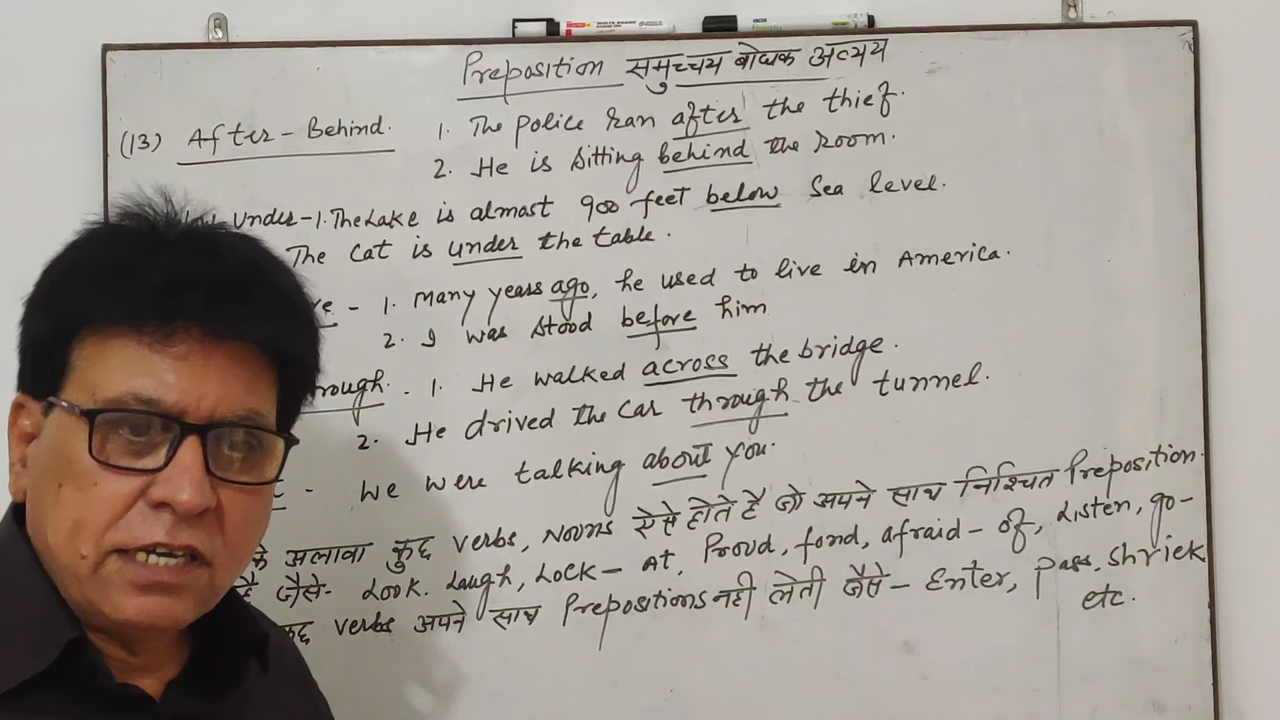 Preposition समुच्चय बोधक अव्यय
(13) After - Behind. 1. The police ran after the thief.
2. He is sitting behind the room.
Under - 1. The Lake is almost 900 feet below Sea level.
The Cat is under the table.
re - 1. Many years ago, he used to live in America.
2. I was stood before him
rough - 1. He walked across the bridge.
2. He drived the Car through the tunnel.
- We were talking about you.
के अलावा कुछ verbs, Nouns ऐसे होते है जो अपने साथ निश्चित Preposition
है जैसे- Look. Laugh, Lock - At, Proud, fond, afraid - of, Listen, go -
कुछ verbs अपने साथ Prepositions नही लेती जैसे - Enter, Pass, Shriek
etc.